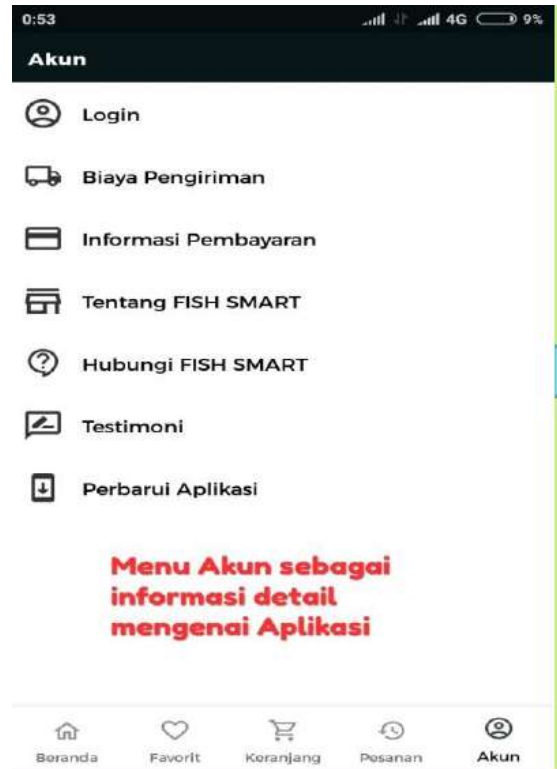 0:53 4G 9%
Akun
Login
Biaya Pengiriman
Informasi Pembayaran
Tentang FISH SMART
Hubungi FISH SMART
Testimoni
Perbarui Aplikasi
Menu Akun sebagai
informasi detail
mengenai Aplikasi
Beranda Favorit Keranjang Pesanan Akun